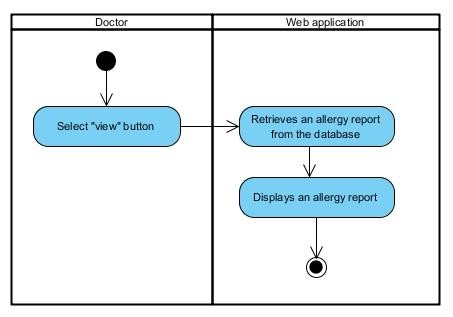 Doctor
Web application
Select "view" button
Retrieves an allergy report
from the database
Displays an allergy report